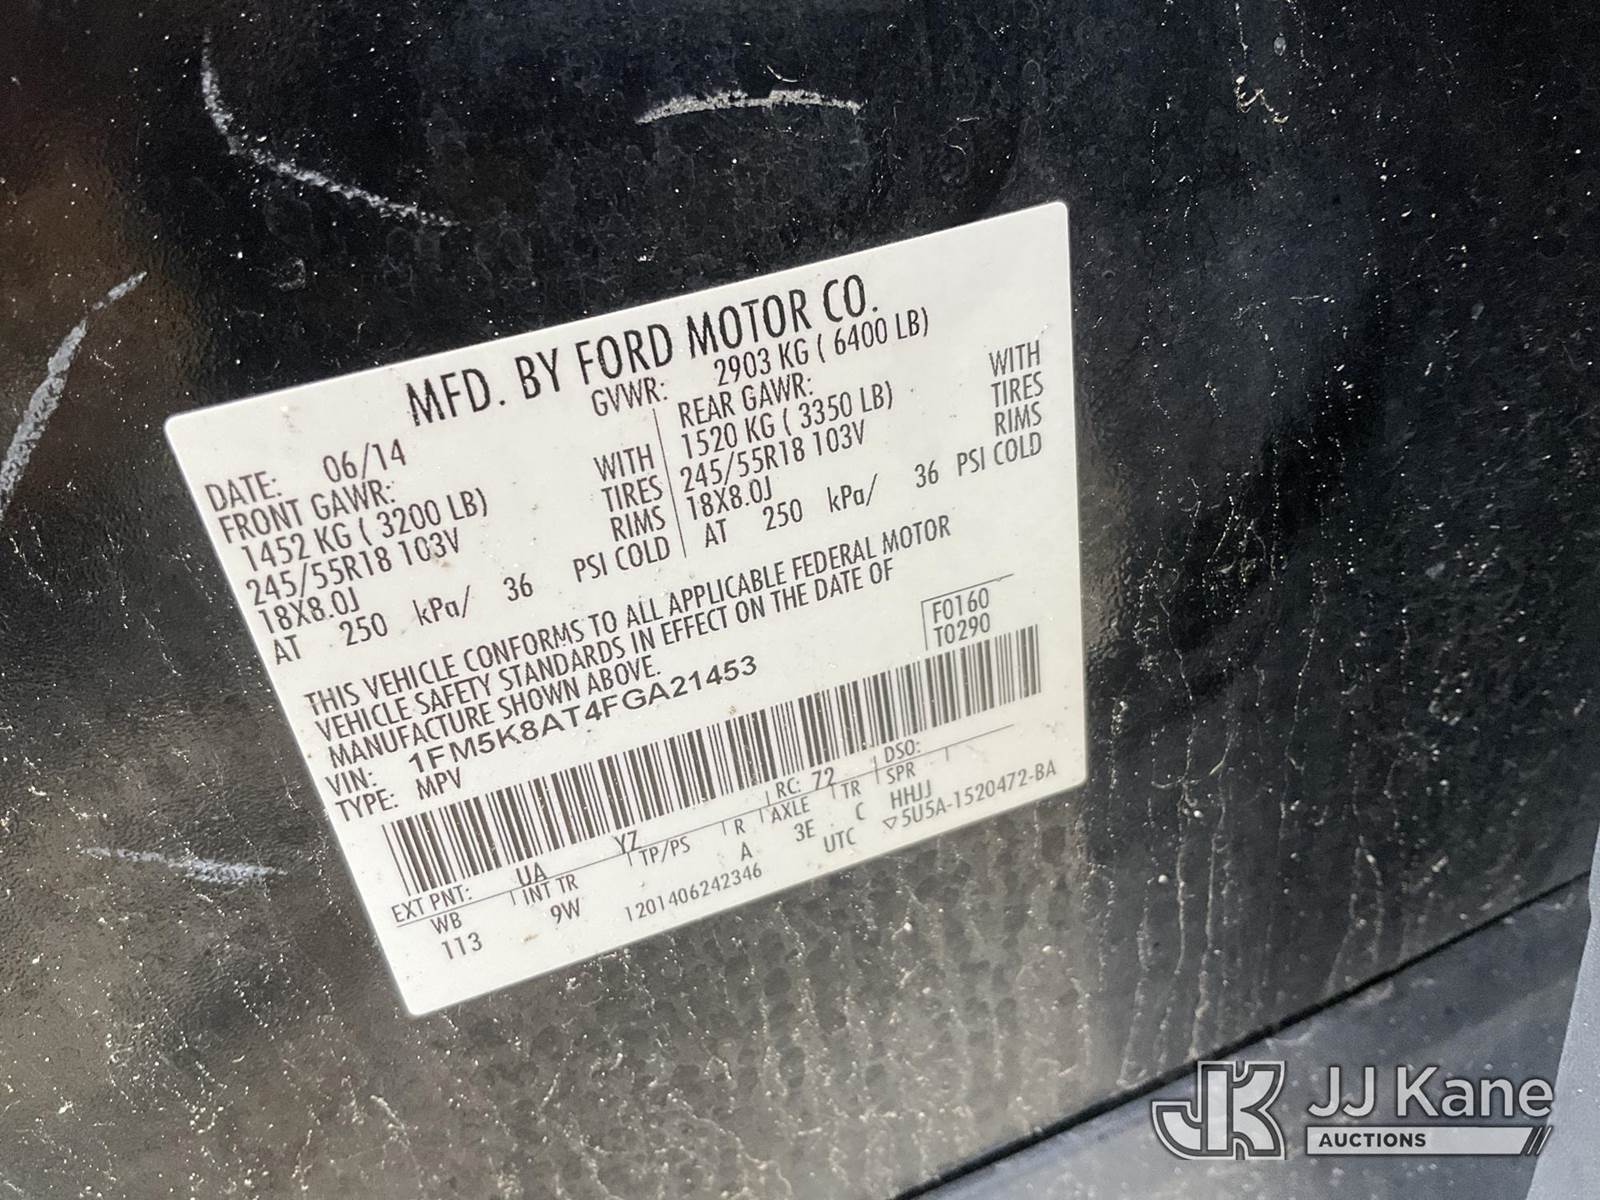 MFD. BY FORD MOTOR CO.
DATE: 06/14 GVWR: 2903 KG ( 6400 LB)
FRONT GAWR: REAR GAWR:
1452 KG ( 3200 LB) WITH 1520 KG ( 3350 LB) WITH
245/55R18 103V TIRES 245/55R18 103V TIRES
18X8.0J RIMS 18X8.0J RIMS
AT 250 kPa/ 36 PSI COLD AT 250 kPa/ 36 PSI COLD
THIS VEHICLE CONFORMS TO ALL APPLICABLE FEDERAL MOTOR
VEHICLE SAFETY STANDARDS IN EFFECT ON THE DATE OF
MANUFACTURE SHOWN ABOVE.
VIN: 1FM5K8AT4FGA21453 F0160
TYPE: MPV T0290
EXT PNT: UA YZ RC: 72 DSO:
WB INT TR TP/PS R AXLE TR SPR
113 9W A 3E C HHJJ
1201406242346 UTC ▽5U5A-1520472-BA
JK JJ Kane
AUCTIONS